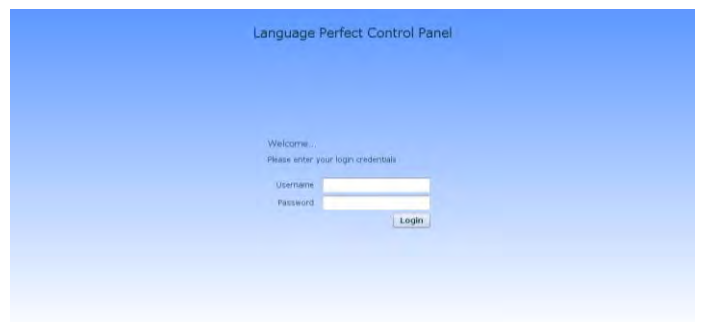 Language Perfect Control Panel
Welcome...
Please enter your login credentials
Username
Password
Login